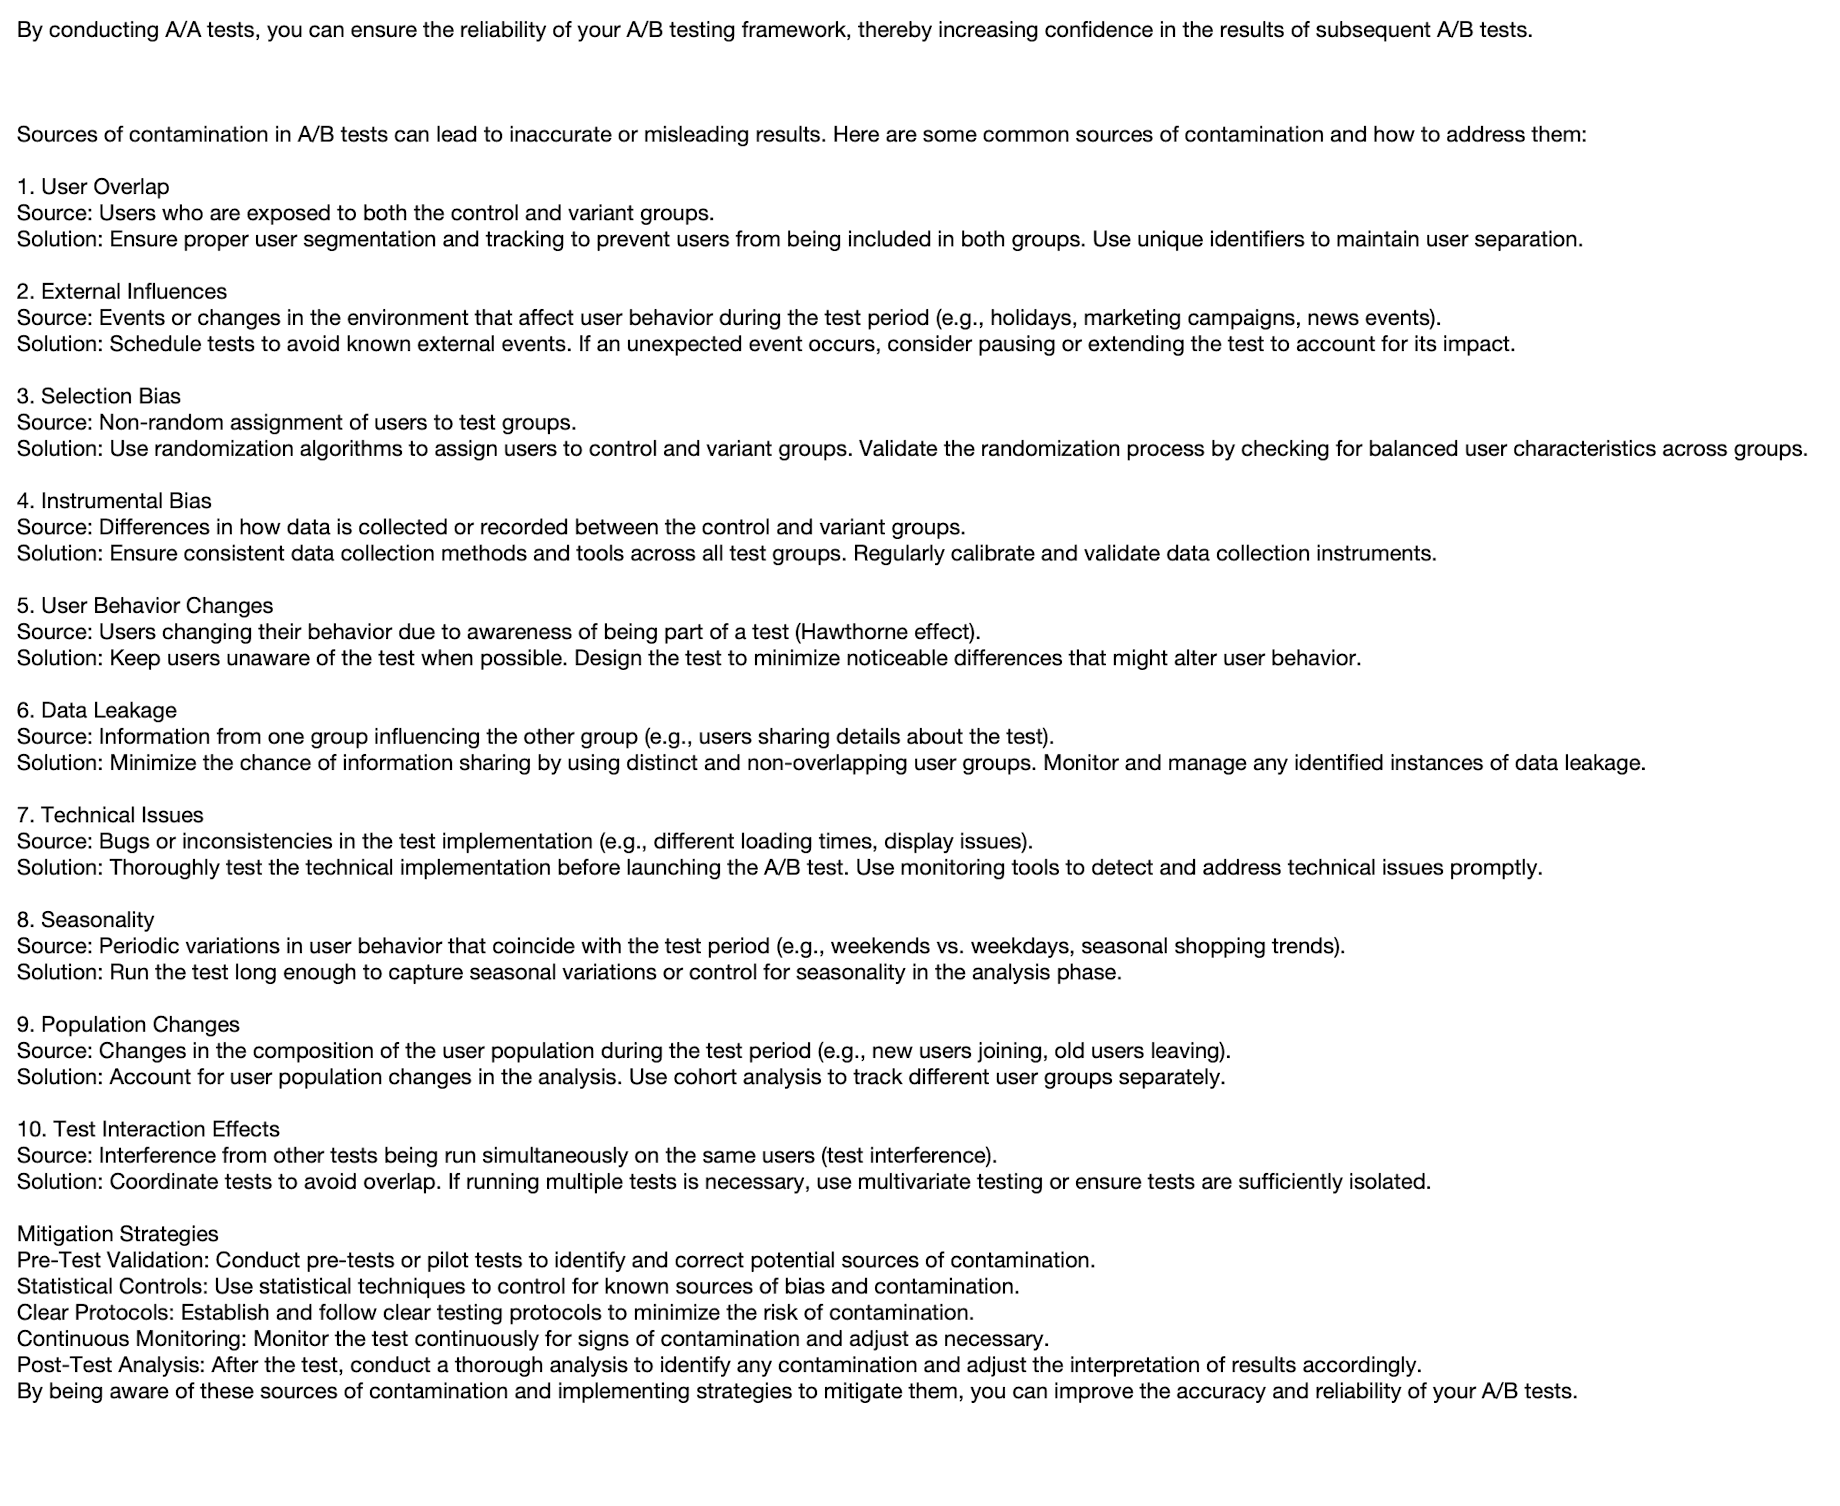 By conducting A/A tests, you can ensure the reliability of your A/B testing framework, thereby increasing confidence in the results of subsequent A/B tests.
Sources of contamination in A/B tests can lead to inaccurate or misleading results. Here are some common sources of contamination and how to address them:
1. User Overlap
Source: Users who are exposed to both the control and variant groups.
Solution: Ensure proper user segmentation and tracking to prevent users from being included in both groups. Use unique identifiers to maintain user separation.
2. External Influences
Source: Events or changes in the environment that affect user behavior during the test period (e.g., holidays, marketing campaigns, news events).
Solution: Schedule tests to avoid known external events. If an unexpected event occurs, consider pausing or extending the test to account for its impact.
3. Selection Bias
Source: Non-random assignment of users to test groups.
Solution: Use randomization algorithms to assign users to control and variant groups. Validate the randomization process by checking for balanced user characteristics across groups.
4. Instrumental Bias
Source: Differences in how data is collected or recorded between the control and variant groups.
Solution: Ensure consistent data collection methods and tools across all test groups. Regularly calibrate and validate data collection instruments.
5. User Behavior Changes
Source: Users changing their behavior due to awareness of being part of a test (Hawthorne effect).
Solution: Keep users unaware of the test when possible. Design the test to minimize noticeable differences that might alter user behavior.
6. Data Leakage
Source: Information from one group influencing the other group (e.g., users sharing details about the test).
Solution: Minimize the chance of information sharing by using distinct and non-overlapping user groups. Monitor and manage any identified instances of data leakage.
7. Technical Issues
Source: Bugs or inconsistencies in the test implementation (e.g., different loading times, display issues).
Solution: Thoroughly test the technical implementation before launching the A/B test. Use monitoring tools to detect and address technical issues promptly.
8. Seasonality
Source: Periodic variations in user behavior that coincide with the test period (e.g., weekends vs. weekdays, seasonal shopping trends).
Solution: Run the test long enough to capture seasonal variations or control for seasonality in the analysis phase.
9. Population Changes
Source: Changes in the composition of the user population during the test period (e.g., new users joining, old users leaving).
Solution: Account for user population changes in the analysis. Use cohort analysis to track different user groups separately.
10. Test Interaction Effects
Source: Interference from other tests being run simultaneously on the same users (test interference).
Solution: Coordinate tests to avoid overlap. If running multiple tests is necessary, use multivariate testing or ensure tests are sufficiently isolated.
Mitigation Strategies
Pre-Test Validation: Conduct pre-tests or pilot tests to identify and correct potential sources of contamination.
Statistical Controls: Use statistical techniques to control for known sources of bias and contamination.
Clear Protocols: Establish and follow clear testing protocols to minimize the risk of contamination.
Continuous Monitoring: Monitor the test continuously for signs of contamination and adjust as necessary.
Post-Test Analysis: After the test, conduct a thorough analysis to identify any contamination and adjust the interpretation of results accordingly.
By being aware of these sources of contamination and implementing strategies to mitigate them, you can improve the accuracy and reliability of your A/B tests.